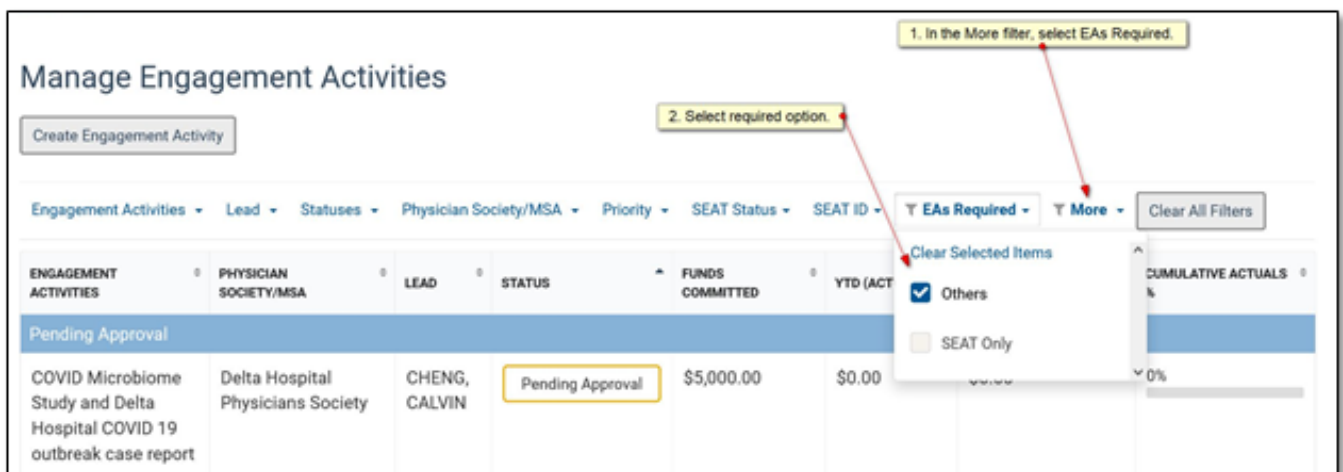 1. In the More filter, select EAs Required.
Manage Engagement Activities
2. Select required option.
Create Engagement Activity
Engagement Activities Lead Statuses Physician Society/MSA Priority SEAT Status SEAT ID EAs Required More Clear All Filters
Clear Selected Items
ENGAGEMENT ACTIVITIES PHYSICIAN SOCIETY/MSA LEAD STATUS FUNDS COMMITTED YTD (ACT CUMULATIVE ACTUALS %
Others
Pending Approval
SEAT Only
COVID Microbiome Delta Hospital CHENG, Pending Approval $5,000.00 $0.00 0%
Study and Delta Physicians Society CALVIN
Hospital COVID 19
outbreak case report